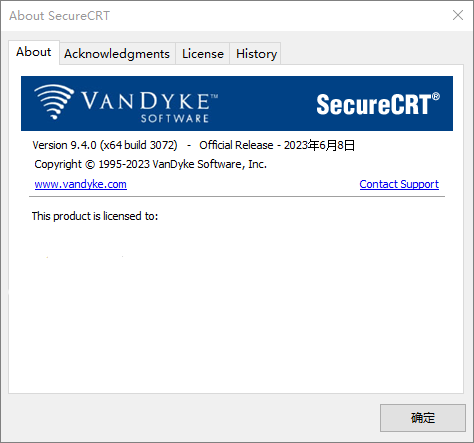 About SecureCRT
About Acknowledgments License History
VANDYKE™ SecureCRT®
SOFTWARE
Version 9.4.0 (x64 build 3072) - Official Release - 2023年6月8日
Copyright © 1995-2023 VanDyke Software, Inc.
www.vandyke.com Contact Support
This product is licensed to:
确定